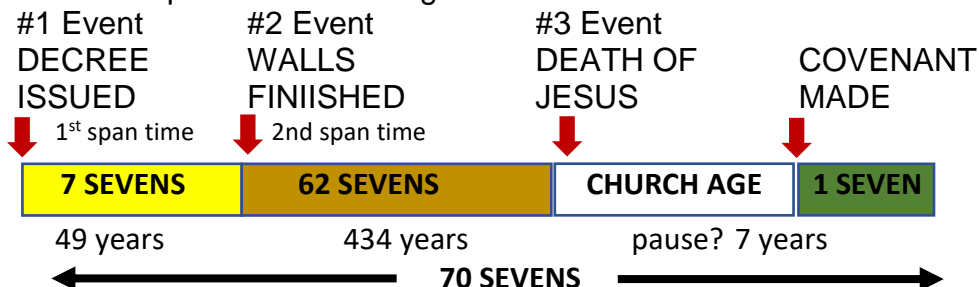 #1 Event #2 Event #3 Event
DECREE WALLS DEATH OF COVENANT
ISSUED FINIISHED JESUS MADE
1st span time 2nd span time
7 SEVENS 62 SEVENS CHURCH AGE 1 SEVEN
49 years 434 years pause? 7 years
70 SEVENS